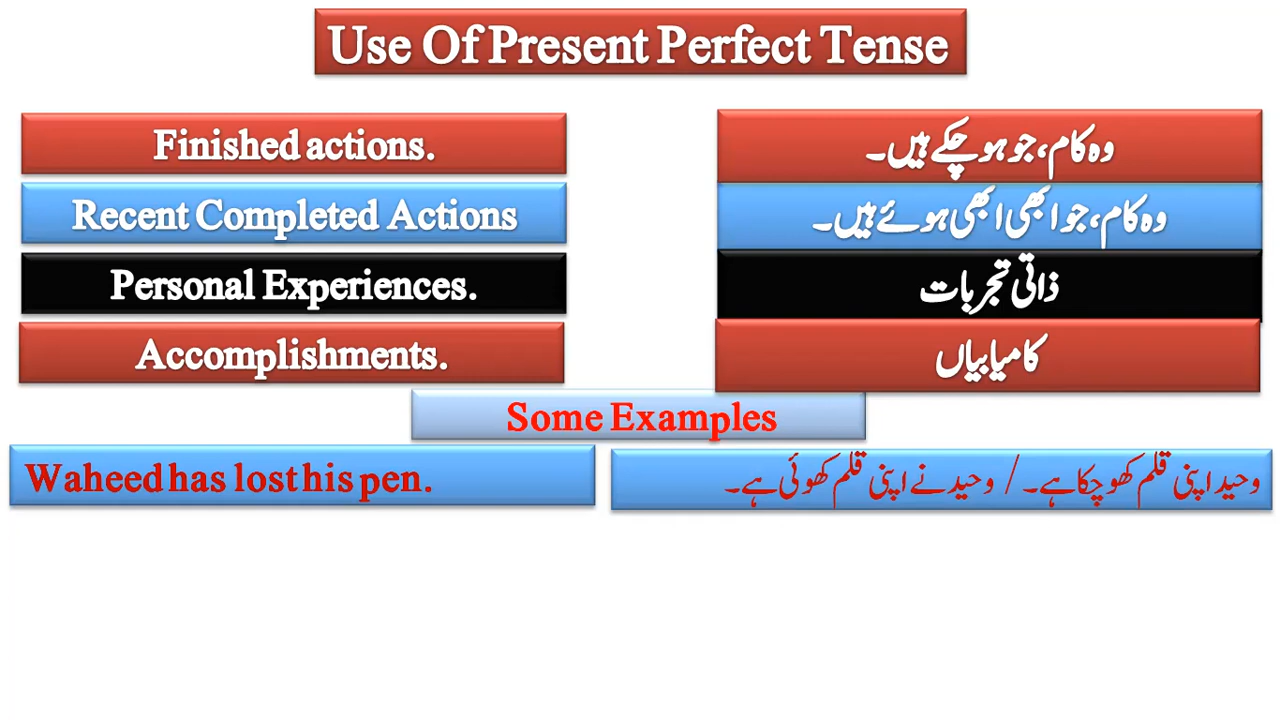 Use Of Present Perfect Tense
Finished actions.
وہ کام، جو ہو چکے ہیں۔
Recent Completed Actions
وہ کام، جو ابھی ابھی ہوئے ہیں۔
Personal Experiences.
ذاتی تجربات
Accomplishments.
کامیابیاں
Some Examples
Waheed has lost his pen.
وحید اپنی قلم کھو چکا ہے۔ / وحید نے اپنی قلم کھوئی ہے۔